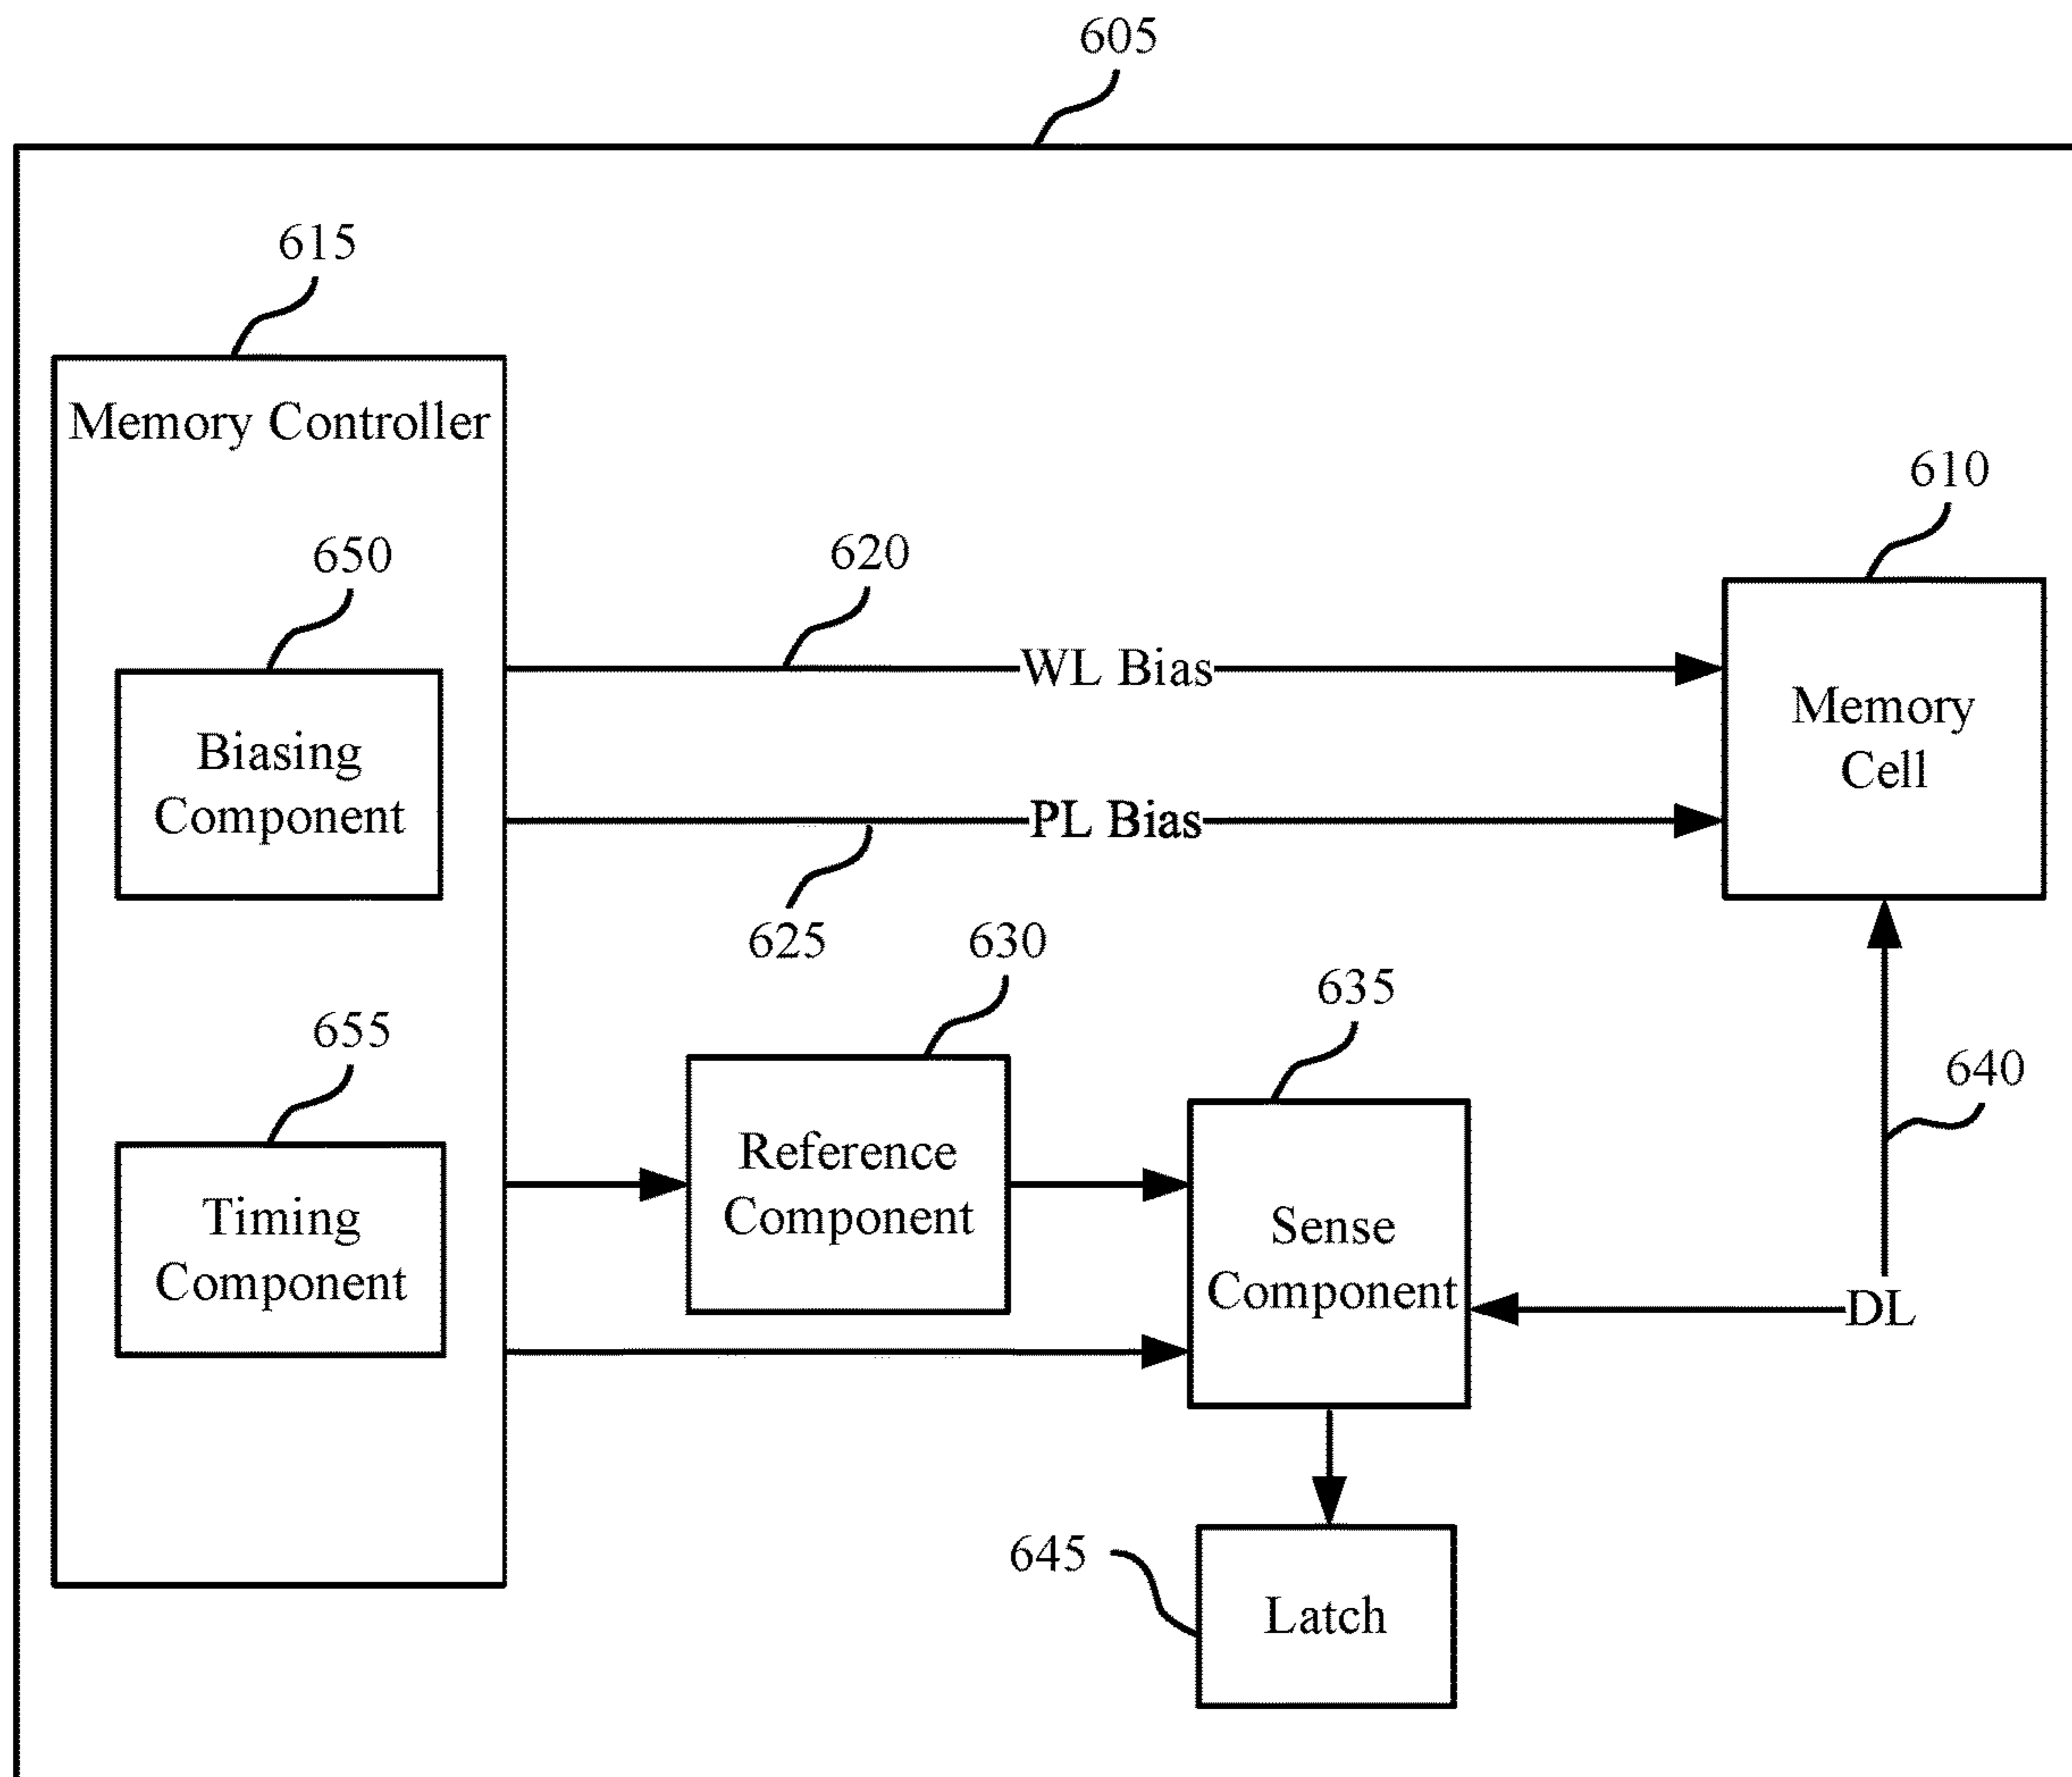 605
615
Memory Controller
610
650
620
WL Bias
Memory
Cell
Biasing
Component
PL Bias
625
630
635
655
640
Reference
Component
Sense
Component
Timing
Component
DL
645
Latch